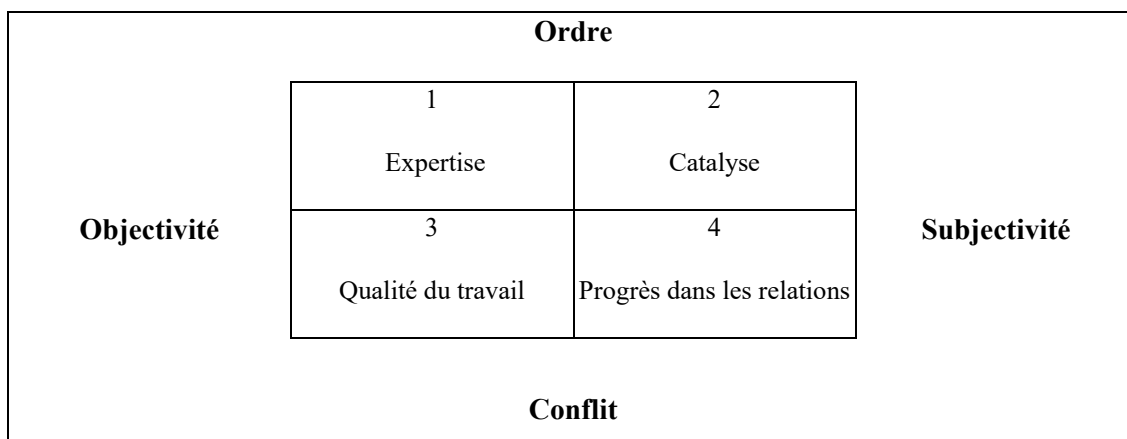 Ordre
1
2
Expertise
Catalyse
Objectivité
Subjectivité
3
4
Qualité du travail
Progrès dans les relations
Conflit